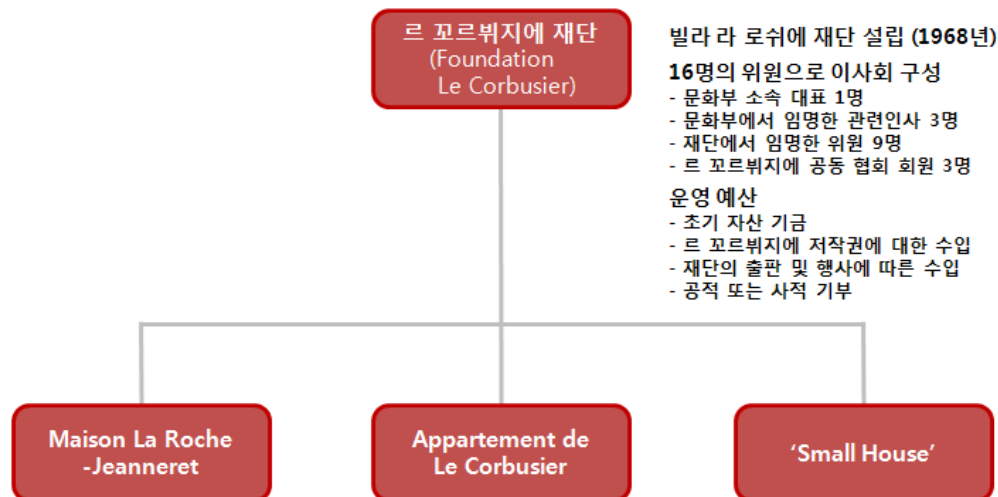 르 꼬르뷔지에 재단
(Foundation
Le Corbusier)
빌라 라 로쉬에 재단 설립 (1968년)
16명의 위원으로 이사회 구성
- 문화부 소속 대표 1명
- 문화부에서 임명한 관련인사 3명
- 재단에서 임명한 위원 9명
- 르 꼬르뷔지에 공동 협회 회원 3명
운영 예산
- 초기 자산 기금
- 르 꼬르뷔지에 저작권에 대한 수입
- 재단의 출판 및 행사에 따른 수입
- 공적 또는 사적 기부
Maison La Roche
-Jeanneret
Appartement de
Le Corbusier
‘Small House’